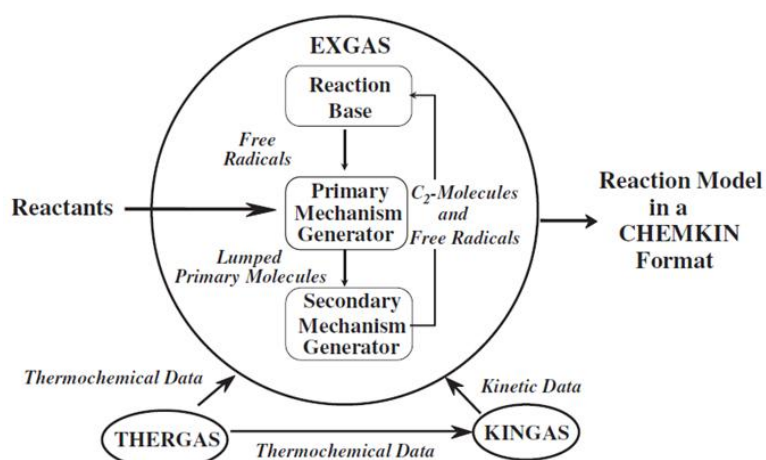 EXGAS
Reaction
Base
Free
Radicals
Reactants
Primary
Mechanism
Generator
C₂-Molecules
and
Free Radicals
Reaction Model
in a
CHEMKIN
Format
Lumped
Primary Molecules
Secondary
Mechanism
Generator
Thermochemical Data
Kinetic Data
THERGAS
KINGAS
Thermochemical Data